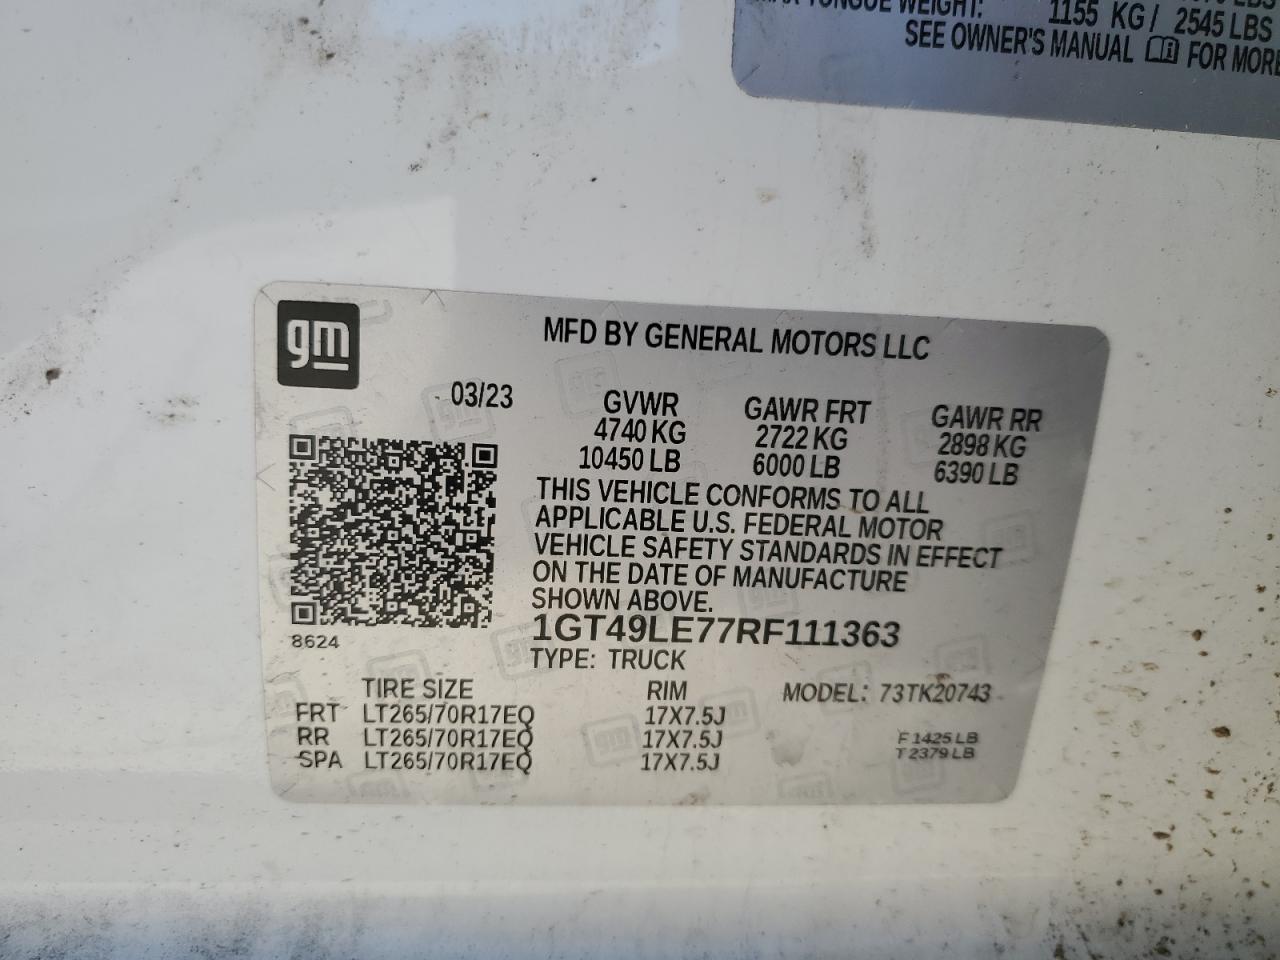 MAX TONGUE WEIGHT: 1155 KG / 2545 LBS
SEE OWNER'S MANUAL FOR MORE
gm
MFD BY GENERAL MOTORS LLC
03/23
GVWR GAWR FRT GAWR RR
4740 KG 2722 KG 2898 KG
10450 LB 6000 LB 6390 LB
THIS VEHICLE CONFORMS TO ALL
APPLICABLE U.S. FEDERAL MOTOR
VEHICLE SAFETY STANDARDS IN EFFECT
ON THE DATE OF MANUFACTURE
SHOWN ABOVE.
8624
1GT49LE77RF111363
TYPE: TRUCK
TIRE SIZE RIM MODEL: 73TK20743
FRT LT265/70R17EQ 17X7.5J
RR LT265/70R17EQ 17X7.5J F 1425 LB
SPA LT265/70R17EQ 17X7.5J T 2379 LB